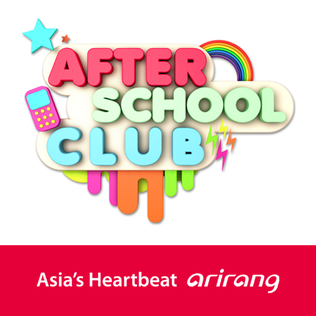 AFTER
SCHOOL
CLUB
Asia's Heartbeat arirang